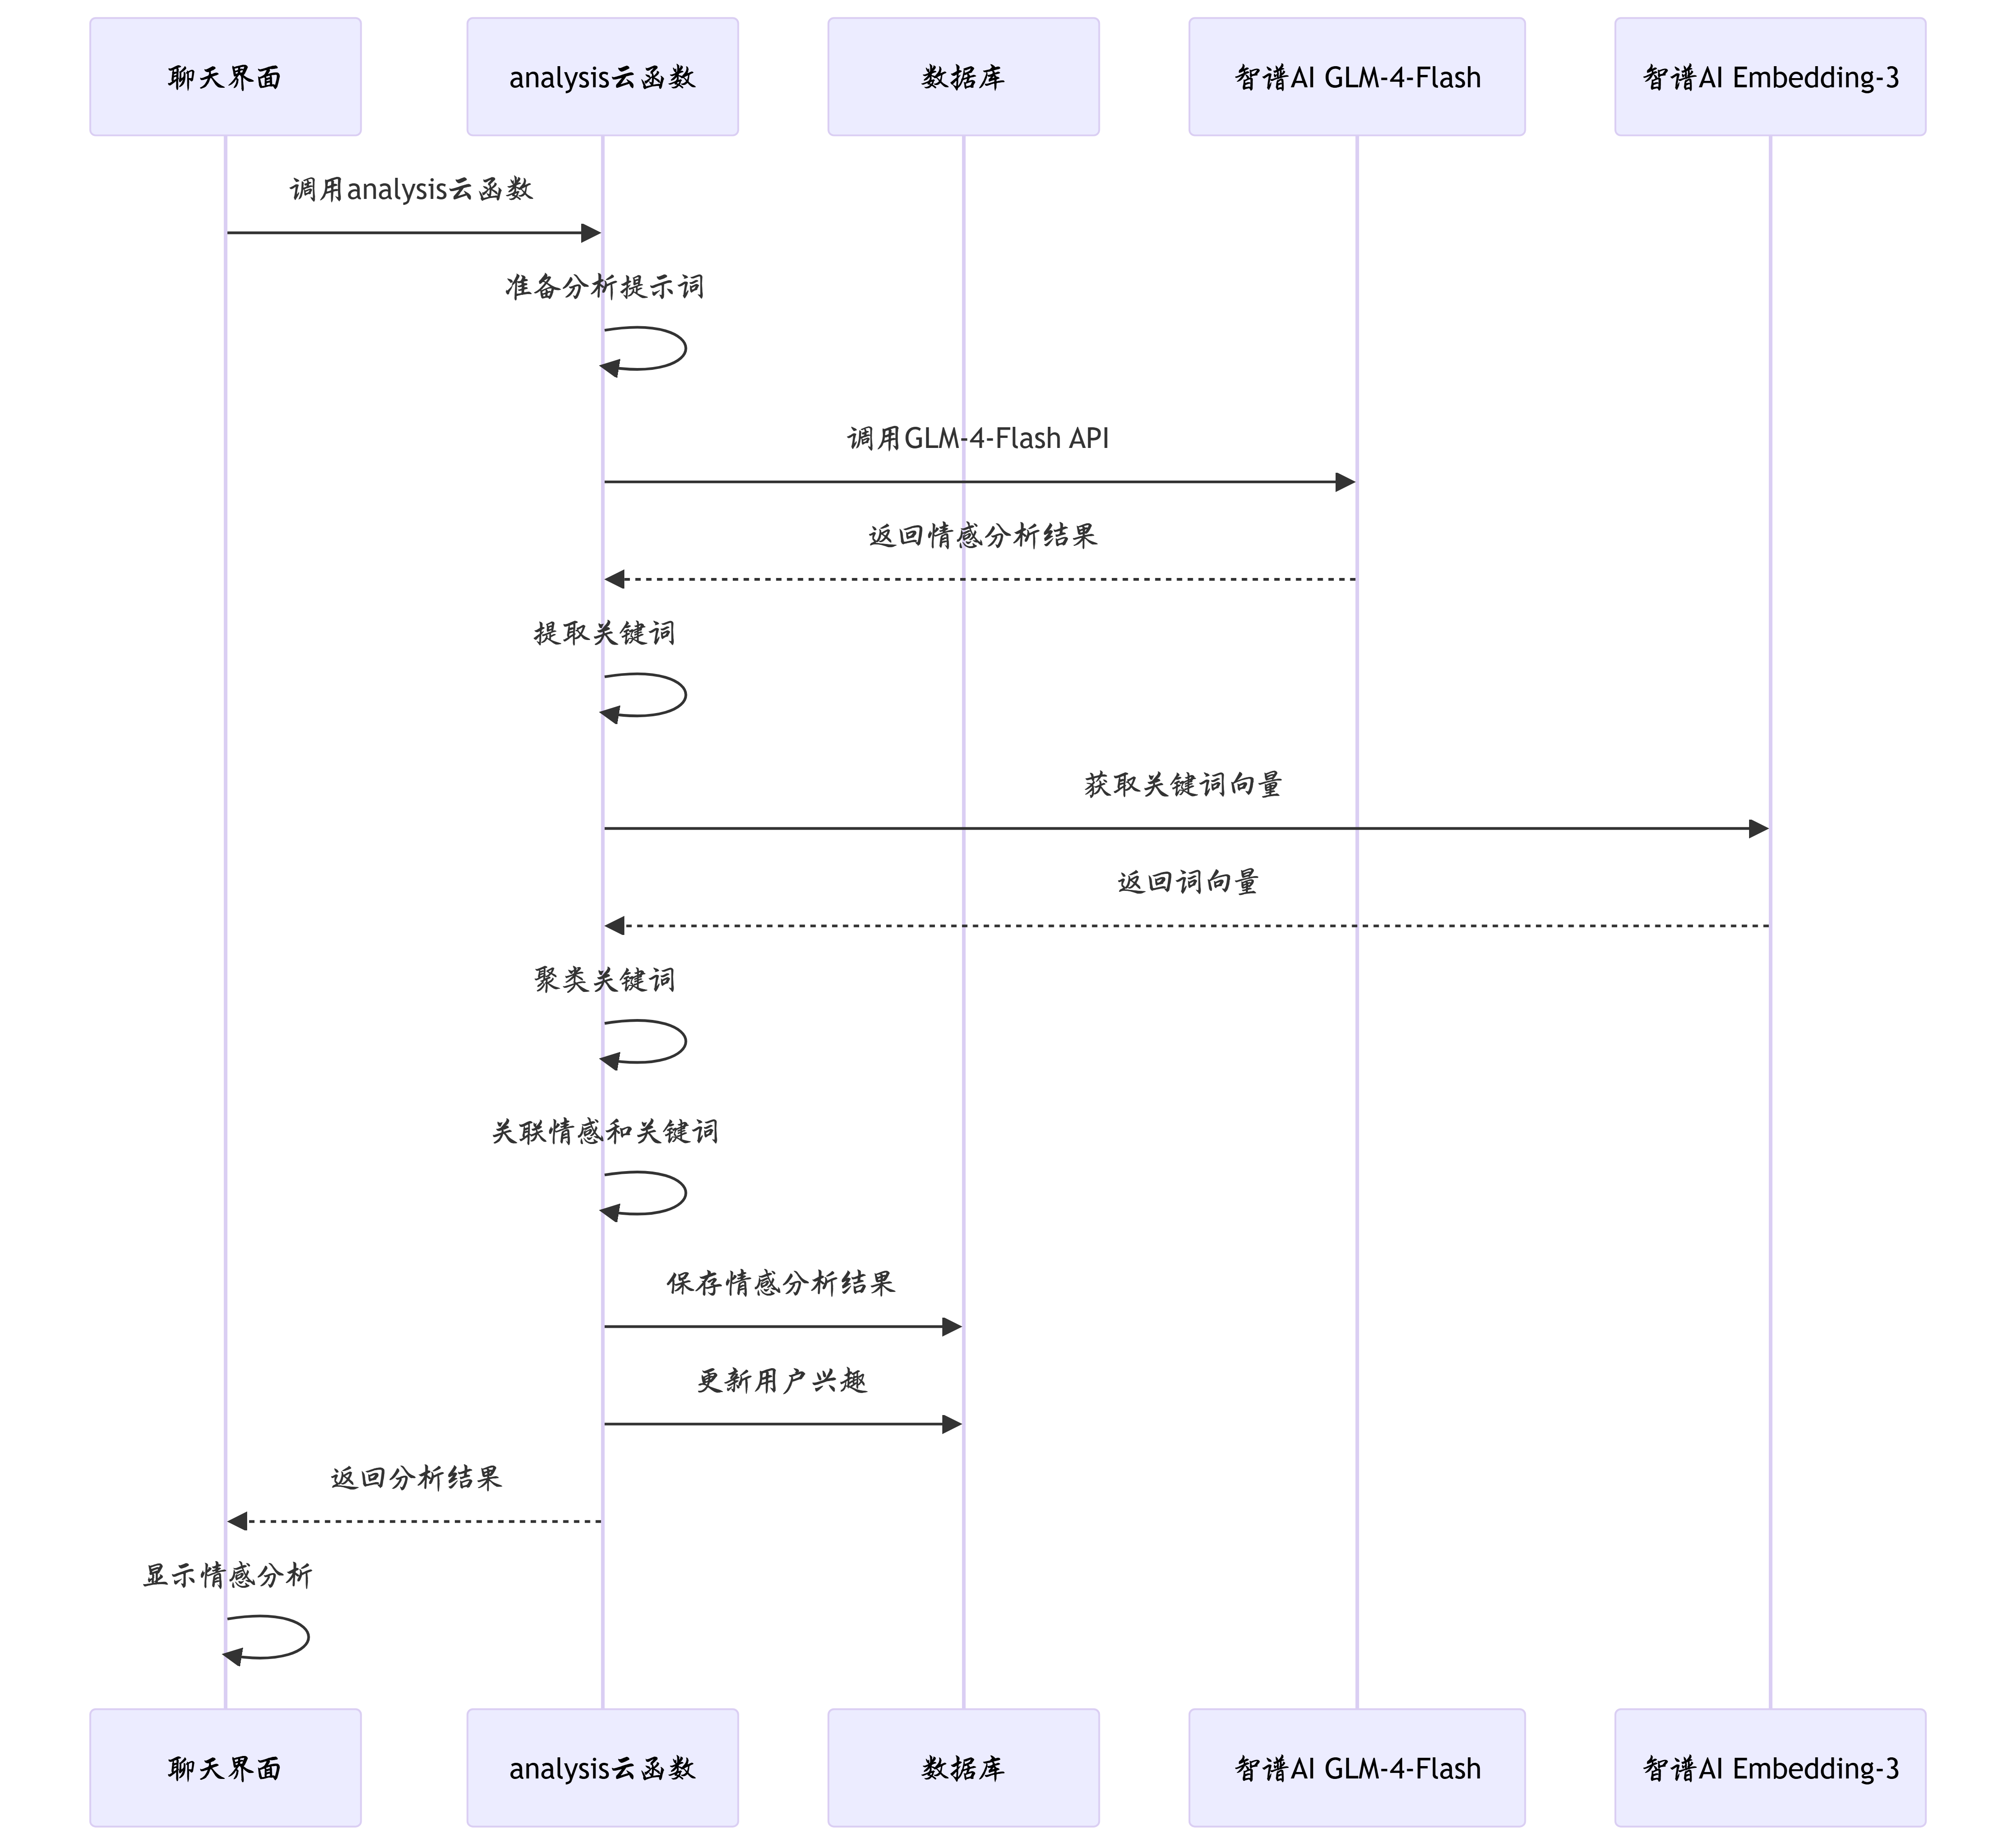 聊天界面
analysis云函数
数据库
智谱AI GLM-4-Flash
智谱AI Embedding-3
调用analysis云函数
准备分析提示词
调用GLM-4-Flash API
返回情感分析结果
提取关键词
获取关键词向量
返回词向量
聚类关键词
关联情感和关键词
保存情感分析结果
更新用户兴趣
返回分析结果
显示情感分析
聊天界面
analysis云函数
数据库
智谱AI GLM-4-Flash
智谱AI Embedding-3